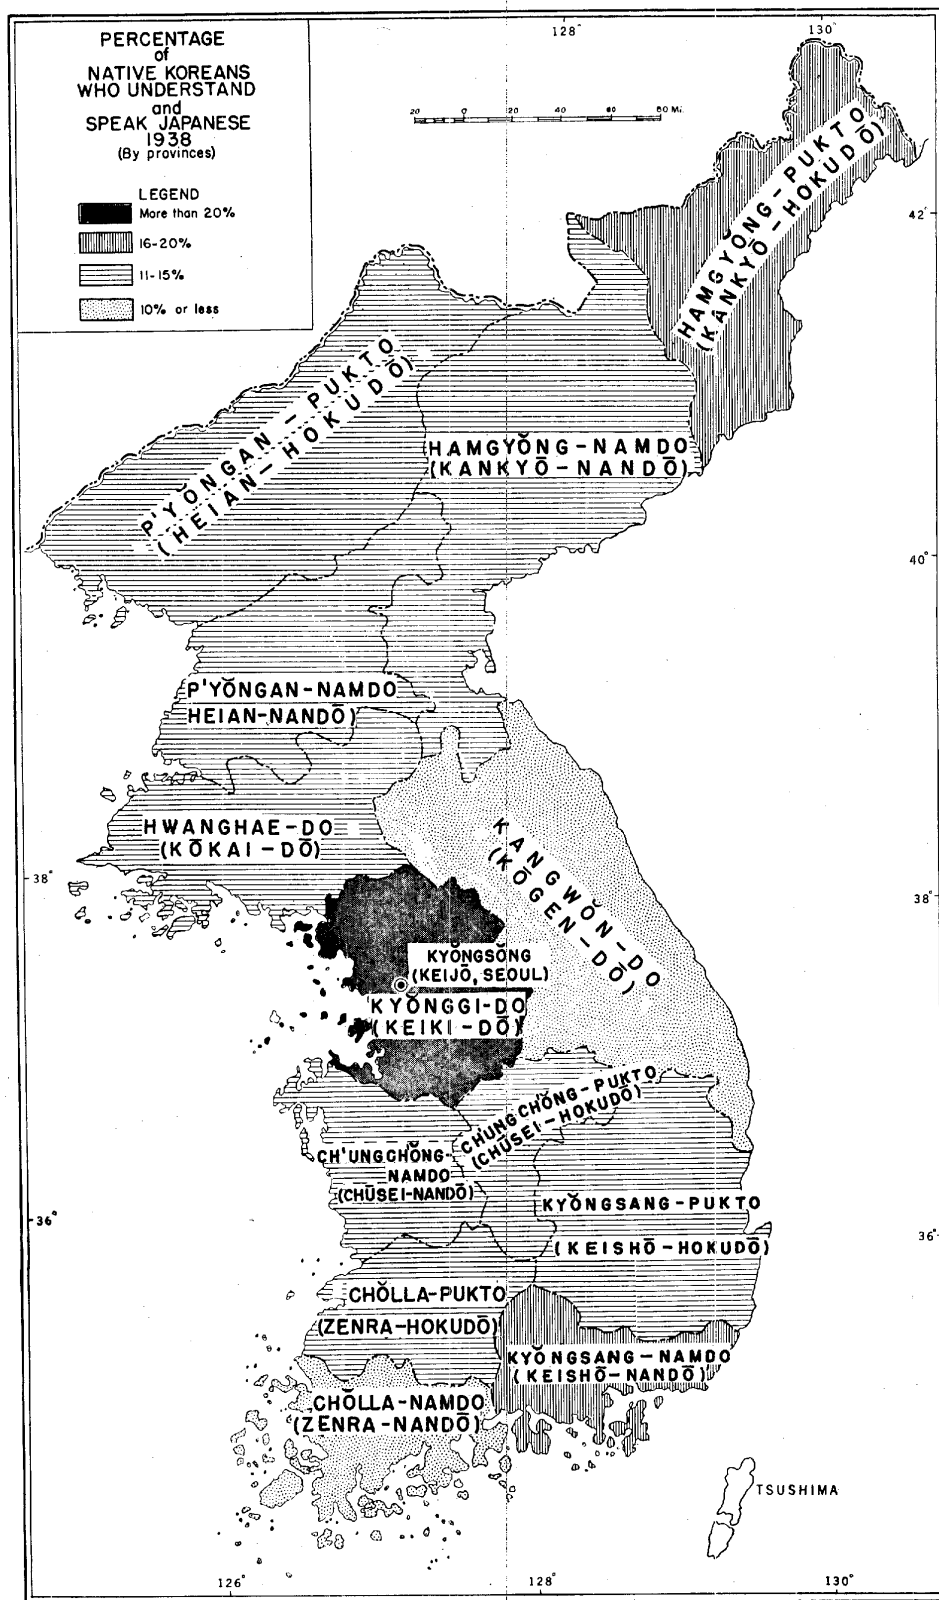 PERCENTAGE
of
NATIVE KOREANS
WHO UNDERSTAND
and
SPEAK JAPANESE
1938
(By provinces)
LEGEND
More than 20%
16-20%
11-15%
10% or less
128°
130°
20 0 20 40 60 80 Mi.
HAMGYŎNG-PUKTO
(KANKYŌ-HOKUDŌ)
42°
P'YŎNGAN-PUKTO
(HEIAN-HOKUDŌ)
HAMGYŎNG-NAMDO
(KANKYŌ-NANDŌ)
40°
P'YŎNGAN-NAMDO
HEIAN-NANDŌ)
HWANGHAE-DO
(KŌKAI-DŌ)
KANGWŎN-DO
(KŌGEN-DŌ)
38°
38°
KYŎNGSŎNG
(KEIJŌ, SEOUL)
KYŎNGGI-DO
(KEIKI-DŌ)
CH'UNGCHŎNG-PUKTO
(CHŪSEI-HOKUDŌ)
CH'UNGCHŎNG-
NAMDO
(CHŪSEI-NANDŌ)
KYŎNGSANG-PUKTO
(KEISHŌ-HOKUDŌ)
36°
36°
CHŎLLA-PUKTO
(ZENRA-HOKUDŌ)
KYŎNGSANG-NAMDO
(KEISHŌ-NANDŌ)
CHŎLLA-NAMDO
(ZENRA-NANDŌ)
TSUSHIMA
126°
128°
130°